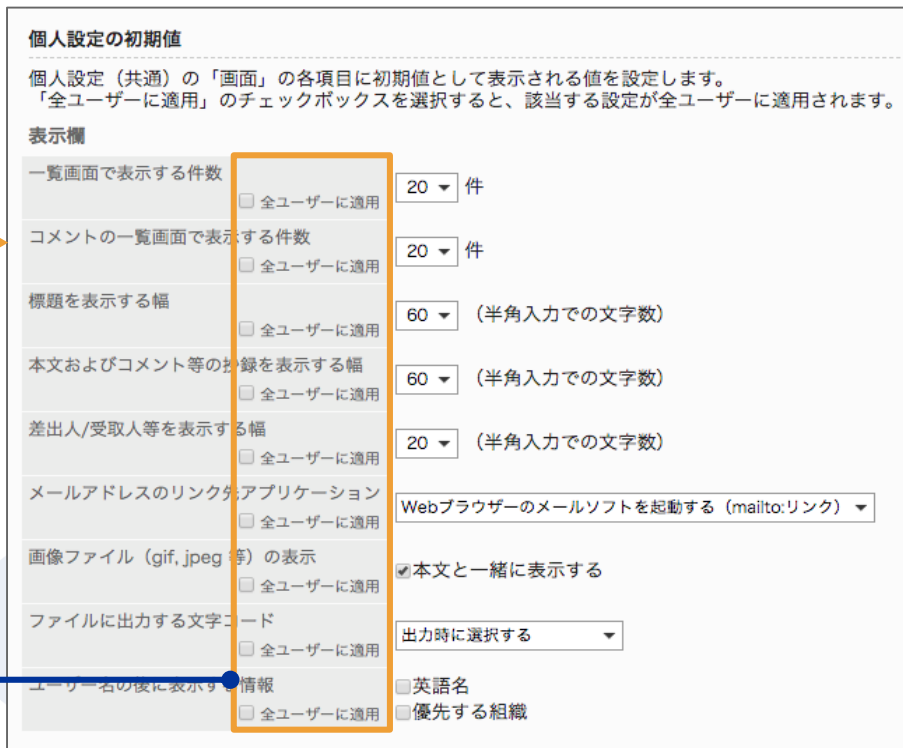 個人設定の初期値
個人設定（共通）の「画面」の各項目に初期値として表示される値を設定します。
「全ユーザーに適用」のチェックボックスを選択すると、該当する設定が全ユーザーに適用されます。
表示欄
一覧画面で表示する件数
全ユーザーに適用
20 件
コメントの一覧画面で表示する件数
全ユーザーに適用
20 件
標題を表示する幅
全ユーザーに適用
60 （半角入力での文字数）
本文およびコメント等の抄録を表示する幅
全ユーザーに適用
60 （半角入力での文字数）
差出人/受取人等を表示する幅
全ユーザーに適用
20 （半角入力での文字数）
メールアドレスのリンク先アプリケーション
全ユーザーに適用
Webブラウザーのメールソフトを起動する（mailto:リンク）
画像ファイル（gif, jpeg 等）の表示
全ユーザーに適用
本文と一緒に表示する
ファイルに出力する文字コード
全ユーザーに適用
出力時に選択する
ユーザー名の後に表示する情報
全ユーザーに適用
英語名
優先する組織